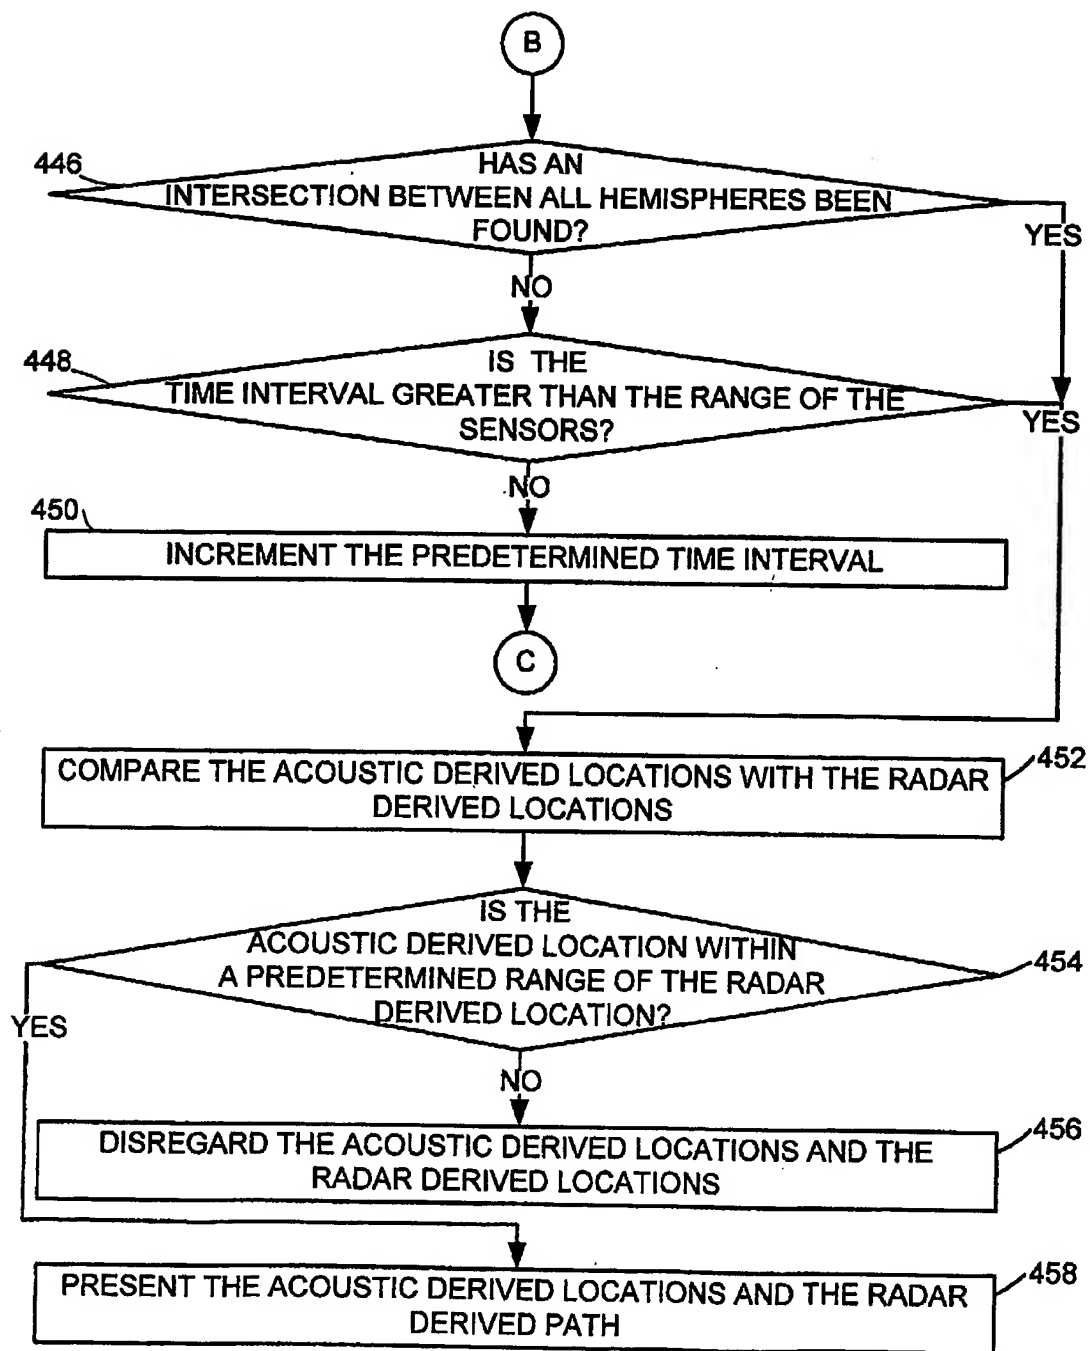 B
446
HAS AN
INTERSECTION BETWEEN ALL HEMISPHERES BEEN
FOUND?
YES
NO
448
IS THE
TIME INTERVAL GREATER THAN THE RANGE OF THE
SENSORS?
YES
NO
450
INCREMENT THE PREDETERMINED TIME INTERVAL
C
452
COMPARE THE ACOUSTIC DERIVED LOCATIONS WITH THE RADAR
DERIVED LOCATIONS
IS THE
ACOUSTIC DERIVED LOCATION WITHIN
A PREDETERMINED RANGE OF THE RADAR
DERIVED LOCATION?
454
YES
NO
456
DISREGARD THE ACOUSTIC DERIVED LOCATIONS AND THE
RADAR DERIVED LOCATIONS
458
PRESENT THE ACOUSTIC DERIVED LOCATIONS AND THE RADAR
DERIVED PATH